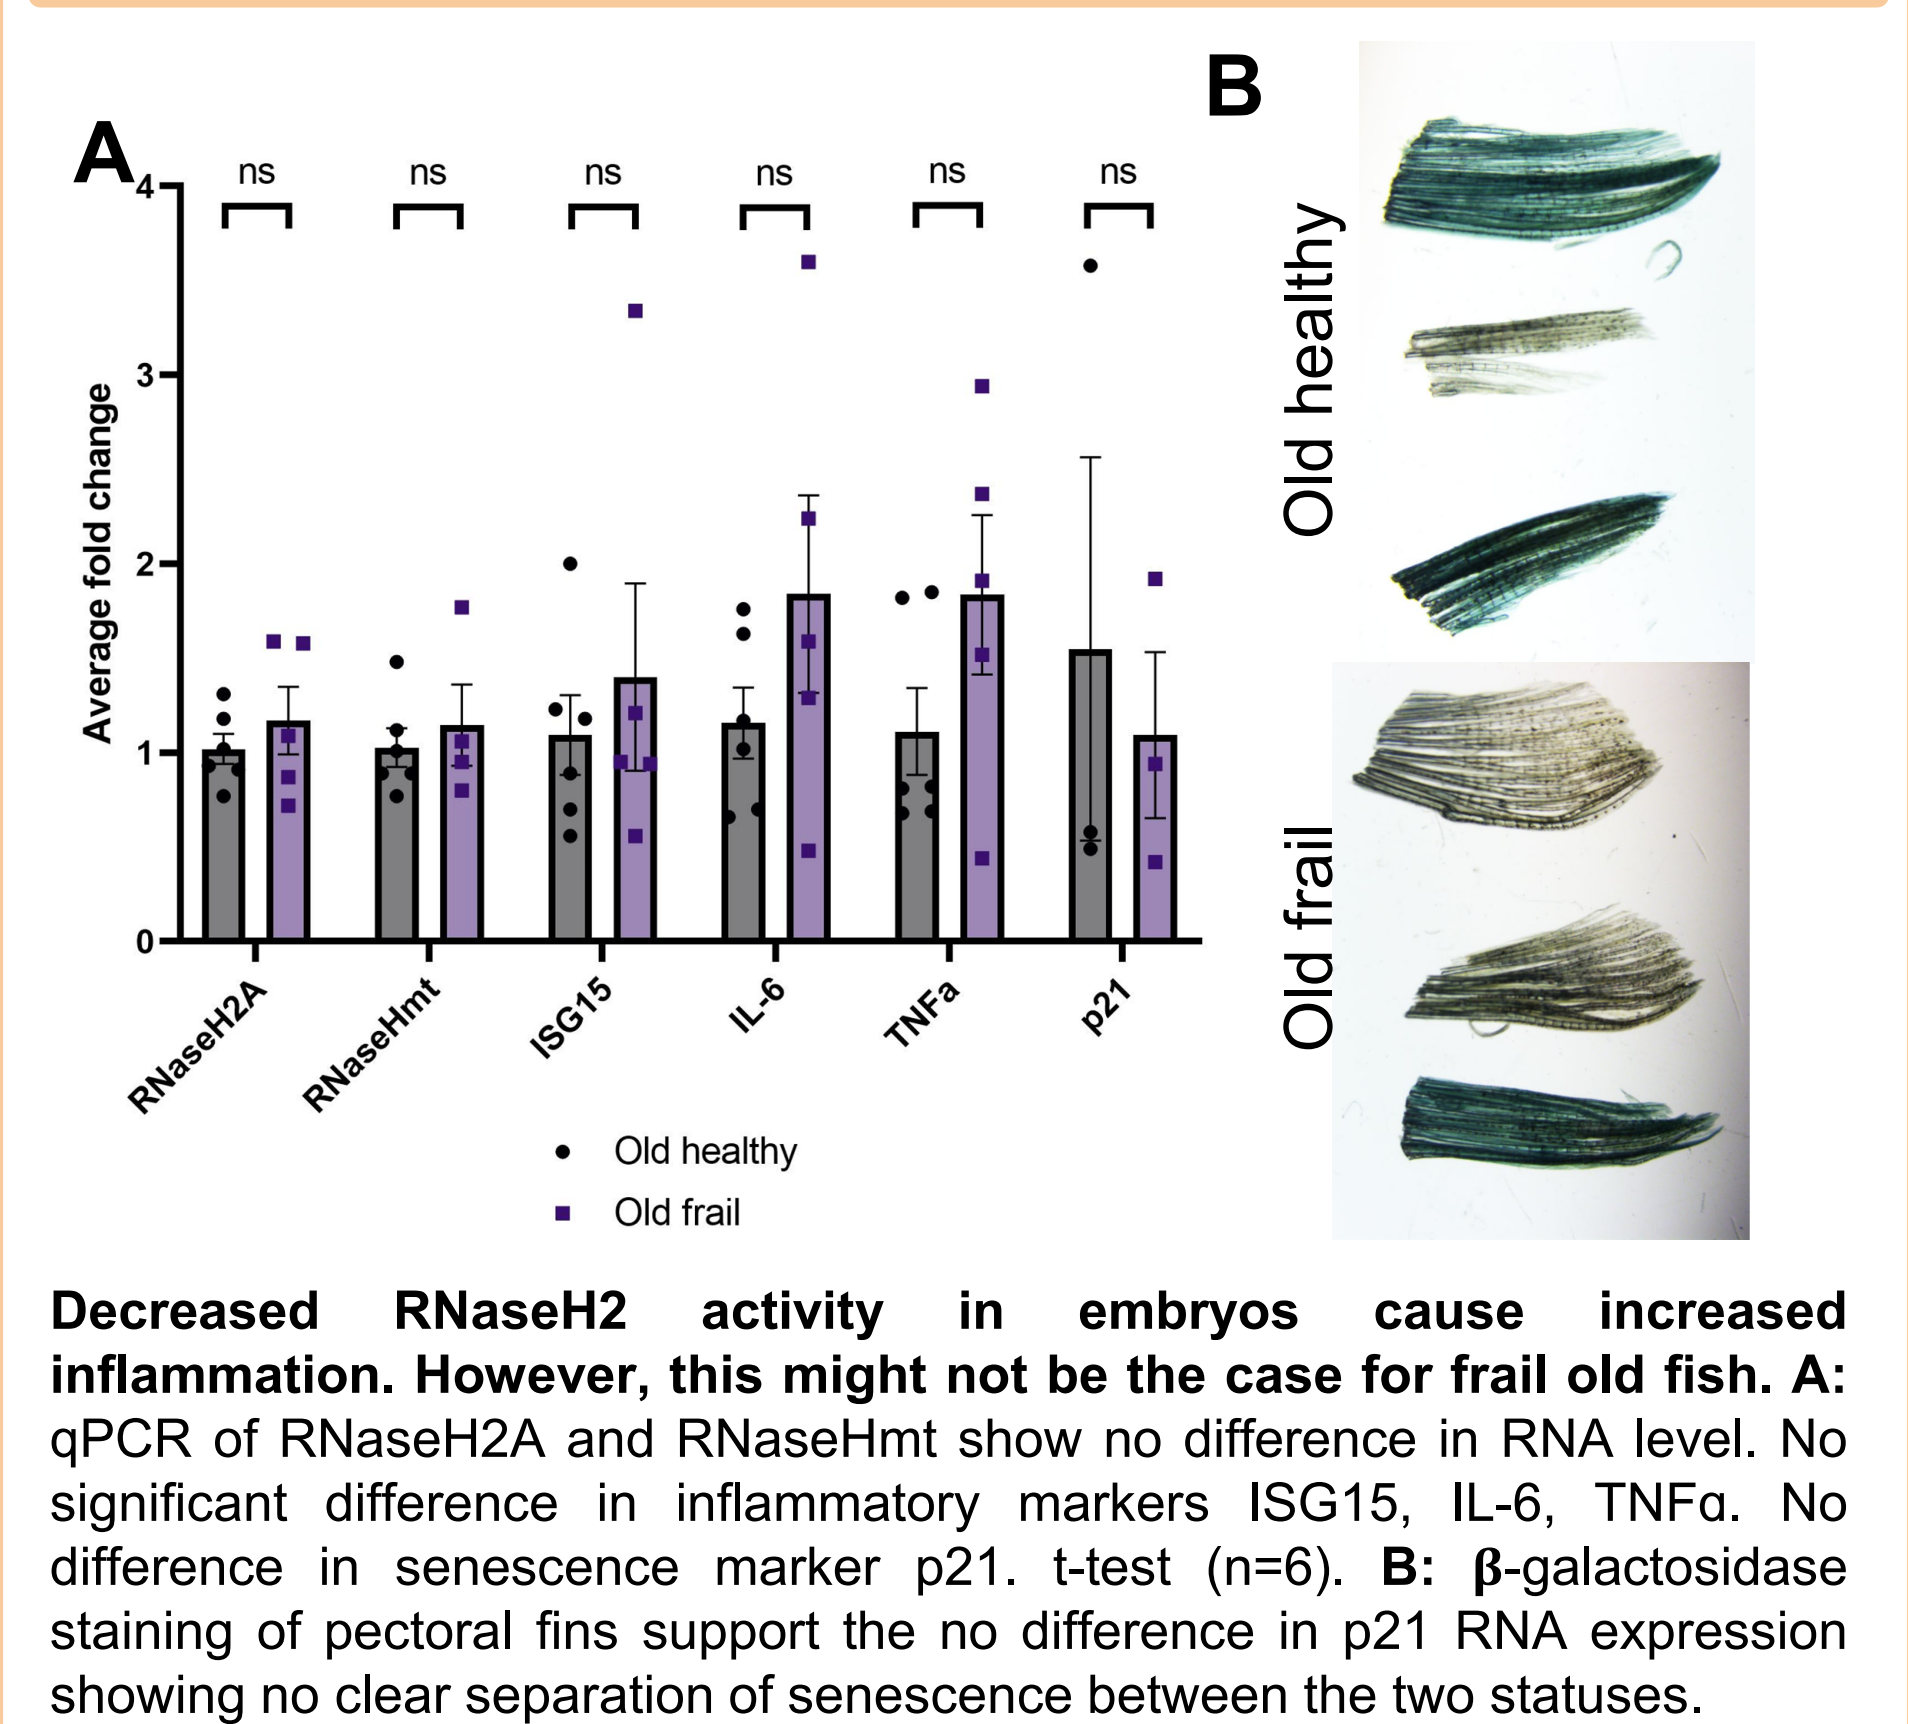 A
B
4
3
2
1
0
ns ns ns ns ns ns
Average fold change
RNaseH2A
RNaseHmt
ISG15
IL-6
TNFa
p21
Old healthy
Old frail
Old healthy
Old frail
Decreased RNaseH2 activity in embryos cause increased
inflammation. However, this might not be the case for frail old fish. A:
qPCR of RNaseH2A and RNaseHmt show no difference in RNA level. No
significant difference in inflammatory markers ISG15, IL-6, TNFɑ. No
difference in senescence marker p21. t-test (n=6). B: β-galactosidase
staining of pectoral fins support the no difference in p21 RNA expression
showing no clear separation of senescence between the two statuses.